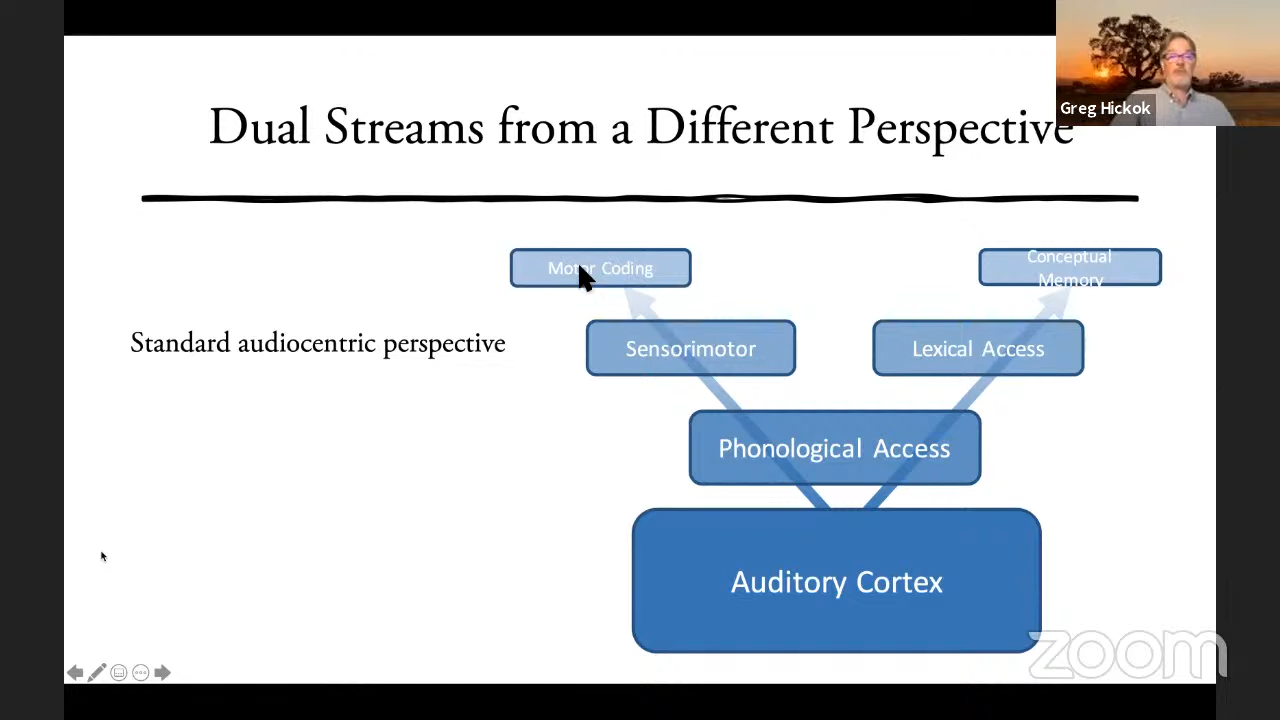 Dual Streams from a Different Perspective
Greg Hickok
Motor Coding
Conceptual
Memory
Standard audiocentric perspective
Sensorimotor
Lexical Access
Phonological Access
Auditory Cortex
zoom